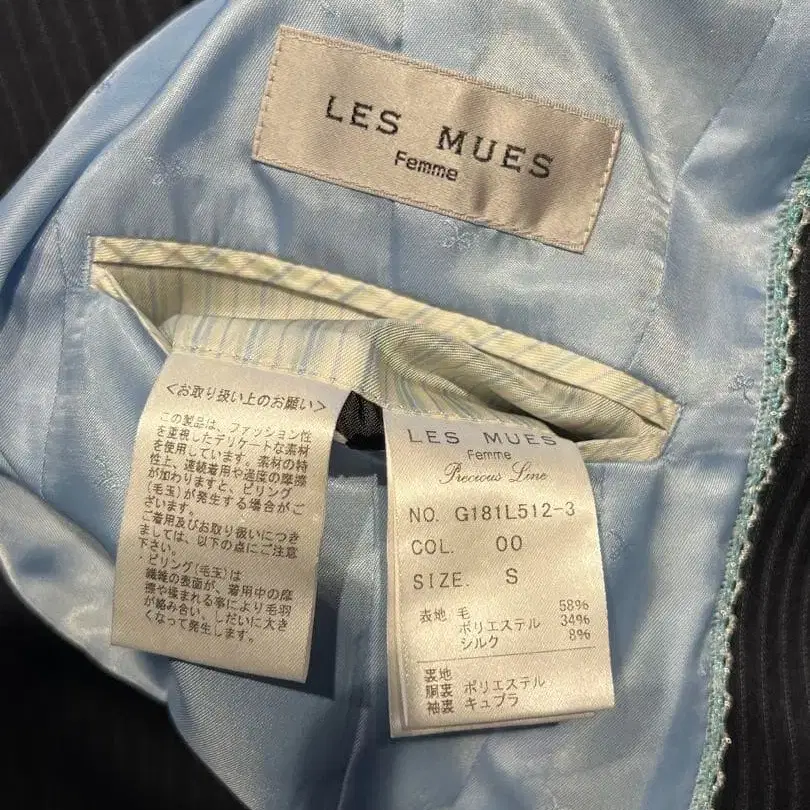 LES MUES
Femme
<お取り扱い上のお願い>
この製品は、ファッション性
を重視したデリケートな素材
を使用しています。素材の特
性上、連続着用や過度の摩擦
が加わりますと、ピリング
(毛玉)が発生する場合がご
ざいます。
ご着用及びお取り扱いにつき
ましては、以下の点にご注意
下さい。
トピリング(毛玉)は
繊維の表面が、着用中の摩
擦や揉まれる事により毛羽
が絡み合い、しだいに大き
くなって発生します。
LES MUES
Femme
Precious Line
NO. G181L512-3
COL. 00
SIZE. S
表地 毛 58%
ポリエステル 34%
シルク 8%
裏地
胴裏 ポリエステル
袖裏 キュプラ